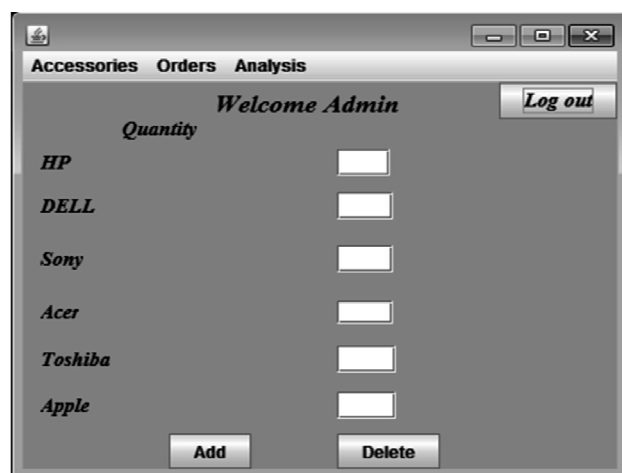 Accessories Orders Analysis
Welcome Admin Log out
Quantity
HP
DELL
Sony
Acer
Toshiba
Apple
Add Delete